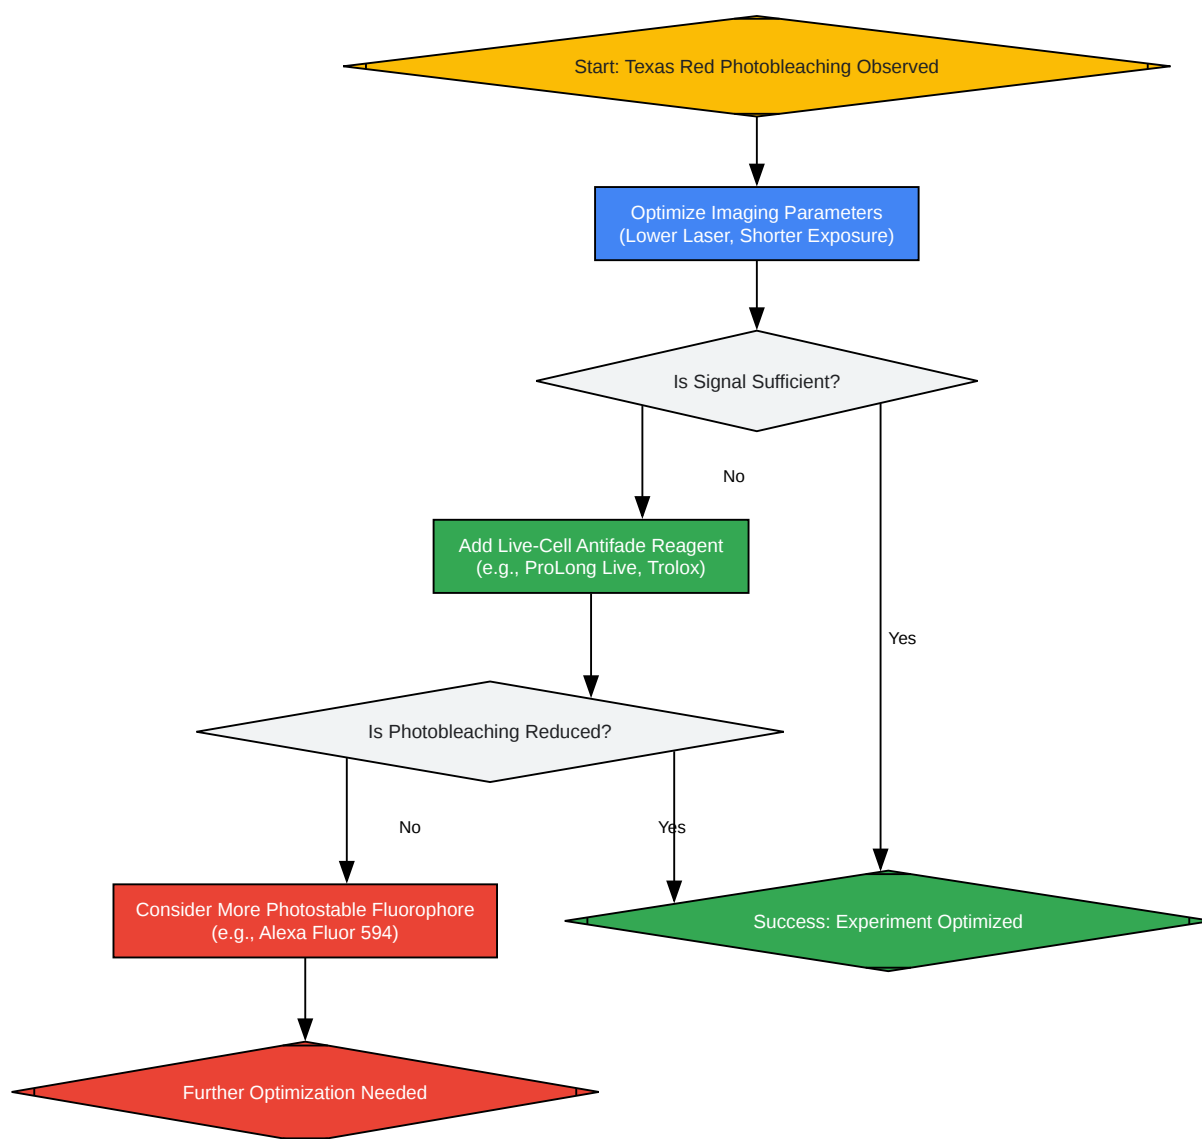 Start: Texas Red Photobleaching Observed
Optimize Imaging Parameters
(Lower Laser, Shorter Exposure)
Is Signal Sufficient?
No
Add Live-Cell Antifade Reagent
(e.g., ProLong Live, Trolox)
Yes
Is Photobleaching Reduced?
No
Yes
Consider More Photostable Fluorophore
(e.g., Alexa Fluor 594)
Success: Experiment Optimized
Further Optimization Needed